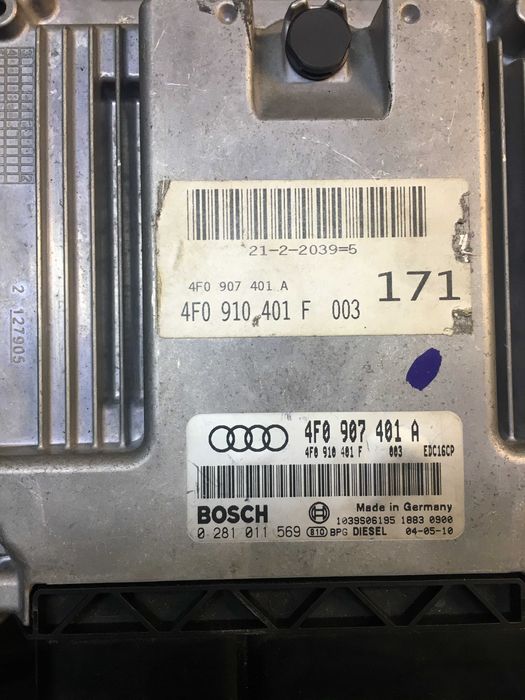 21-2-2039=5
4F0 907 401 A
4F0 910 401 F 003
171
4F0 907 401 A
4F0 910 401 F 003 EDC16CP
BOSCH
Made in Germany
1039S06195 1883 0900
0 281 011 569 810 BPG DIESEL 04-05-10
2 127905